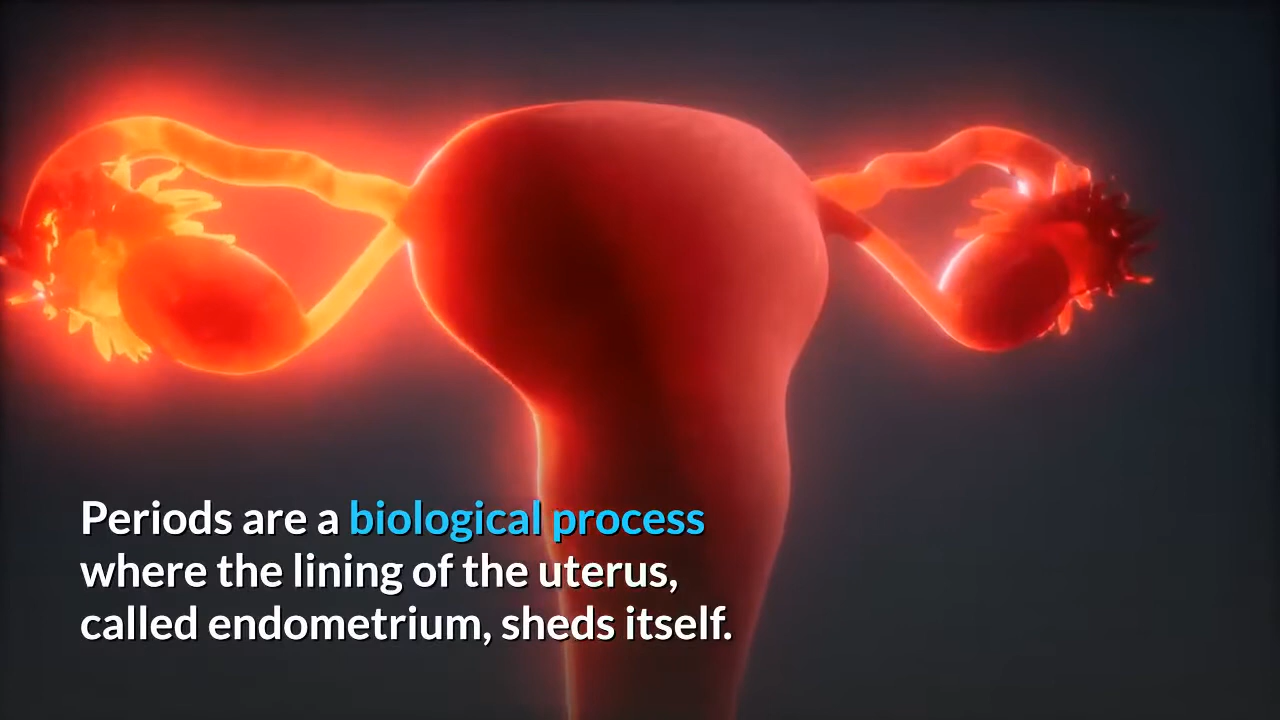 Periods are a biological process
where the lining of the uterus,
called endometrium, sheds itself.